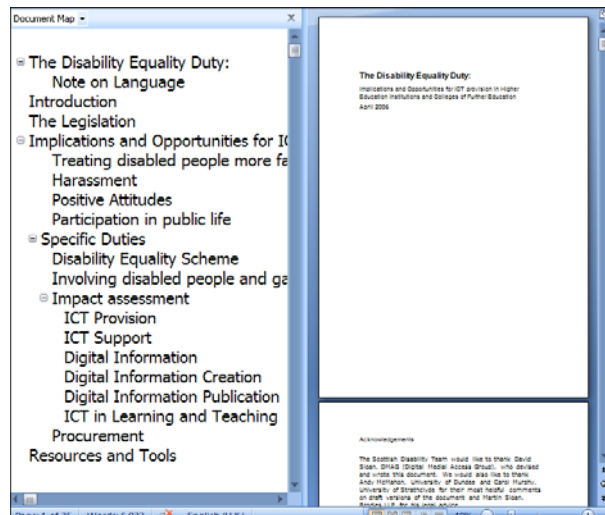 Document Map
The Disability Equality Duty:
Note on Language
Introduction
The Legislation
Implications and Opportunities for IC
Treating disabled people more fa
Harassment
Positive Attitudes
Participation in public life
Specific Duties
Disability Equality Scheme
Involving disabled people and ga
Impact assessment
ICT Provision
ICT Support
Digital Information
Digital Information Creation
Digital Information Publication
ICT in Learning and Teaching
Procurement
Resources and Tools
The Disability Equality Duty:
Implications and Opportunities for ICT provision in Higher
Education Institutions and Colleges of Further Education
April 2006
Acknowledgements
The Scottish Disability Team would like to thank David
Sloan, DMAG (Digital Media Access Group), who devised
and wrote this document. We would also like to thank
Andy McMahon, University of Dundee and Carol Murphy,
University of Strathclyde for their most helpful comments
on draft versions of the document and Martin Sloan,